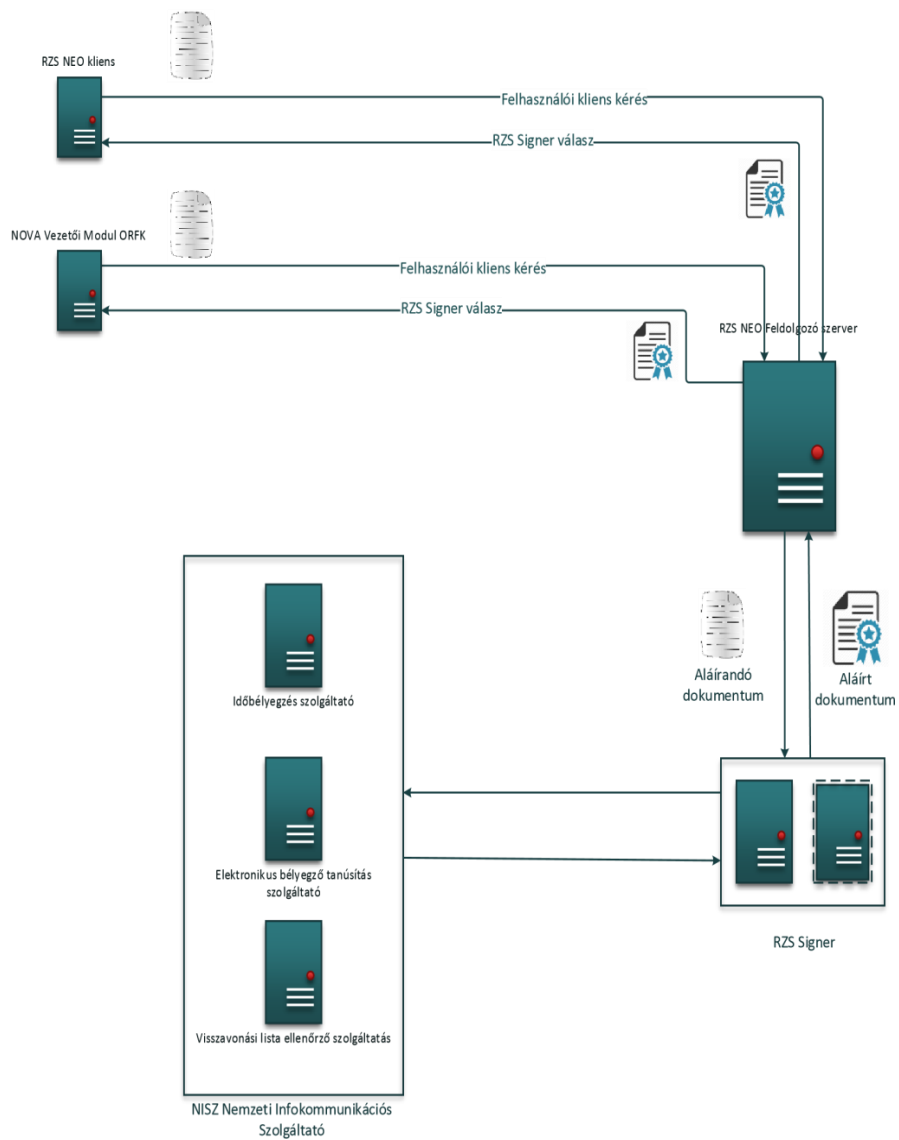 RZS NEO kliens
Felhasználói kliens kérés
RZS Signer válasz
NOVA Vezetői Modul ORFK
Felhasználói kliens kérés
RZS Signer válasz
RZS NEO Feldolgozó szerver
Aláírandó
dokumentum
Aláírt
dokumentum
Időbélyegzés szolgáltató
Elektronikus bélyegző tanúsítás
szolgáltató
Visszavonási lista ellenőrző szolgáltatás
RZS Signer
NISZ Nemzeti Infokommunikációs
Szolgáltató